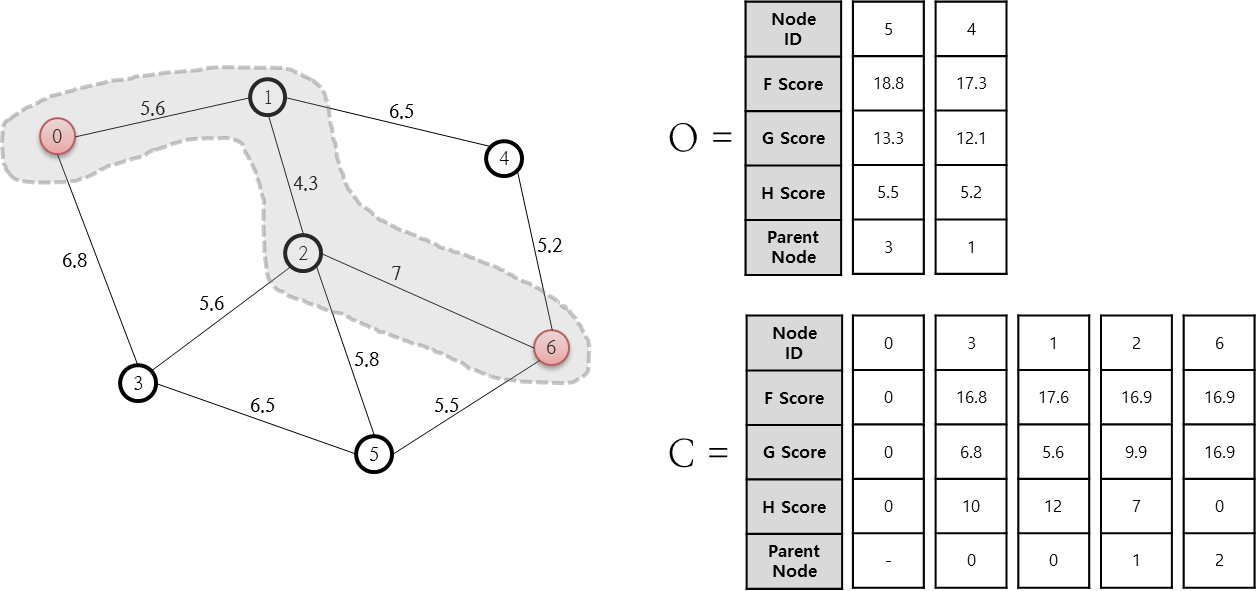 0
5.6
1
6.5
4
4.3
5.2
2
7
6.8
5.6
6
5.8
3
6.5
5.5
5
O =
Node ID 5 4
F Score 18.8 17.3
G Score 13.3 12.1
H Score 5.5 5.2
Parent Node 3 1
C =
Node ID 0 3 1 2 6
F Score 0 16.8 17.6 16.9 16.9
G Score 0 6.8 5.6 9.9 16.9
H Score 0 10 12 7 0
Parent Node - 0 0 1 2